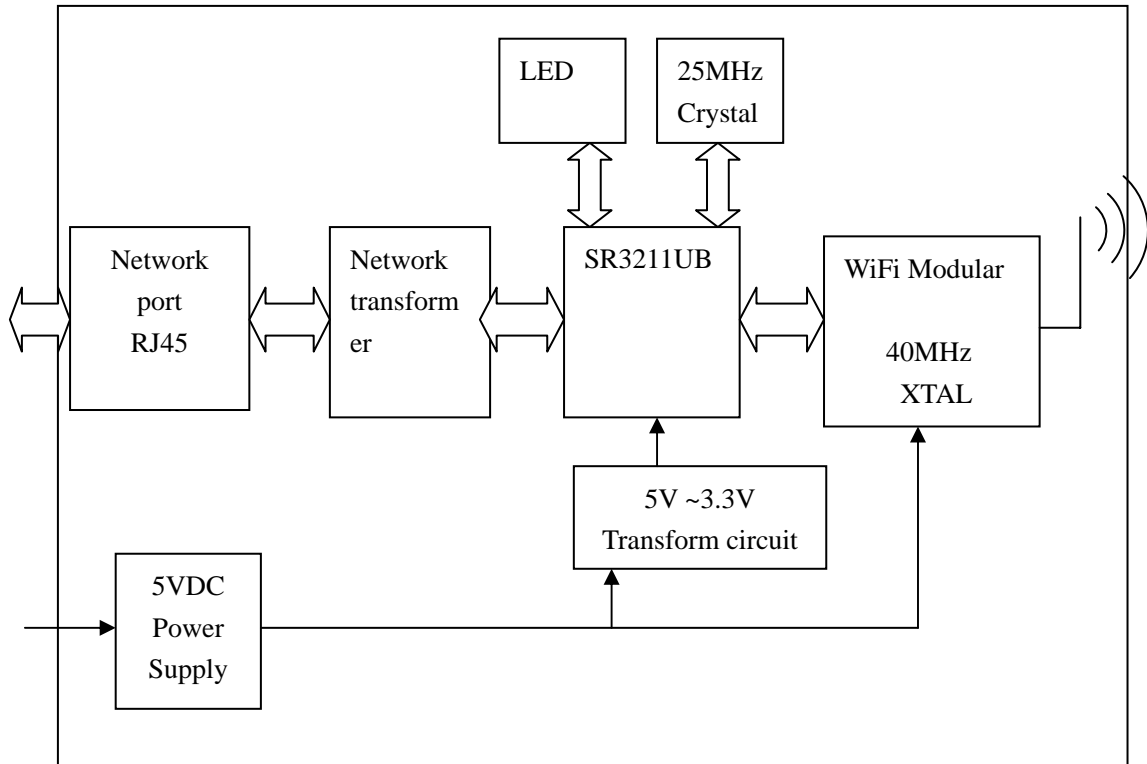 LED
25MHz
Crystal
Network
port
RJ45
Network
transform
er
SR3211UB
WiFi Modular
40MHz
XTAL
5V ~3.3V
Transform circuit
5VDC
Power
Supply